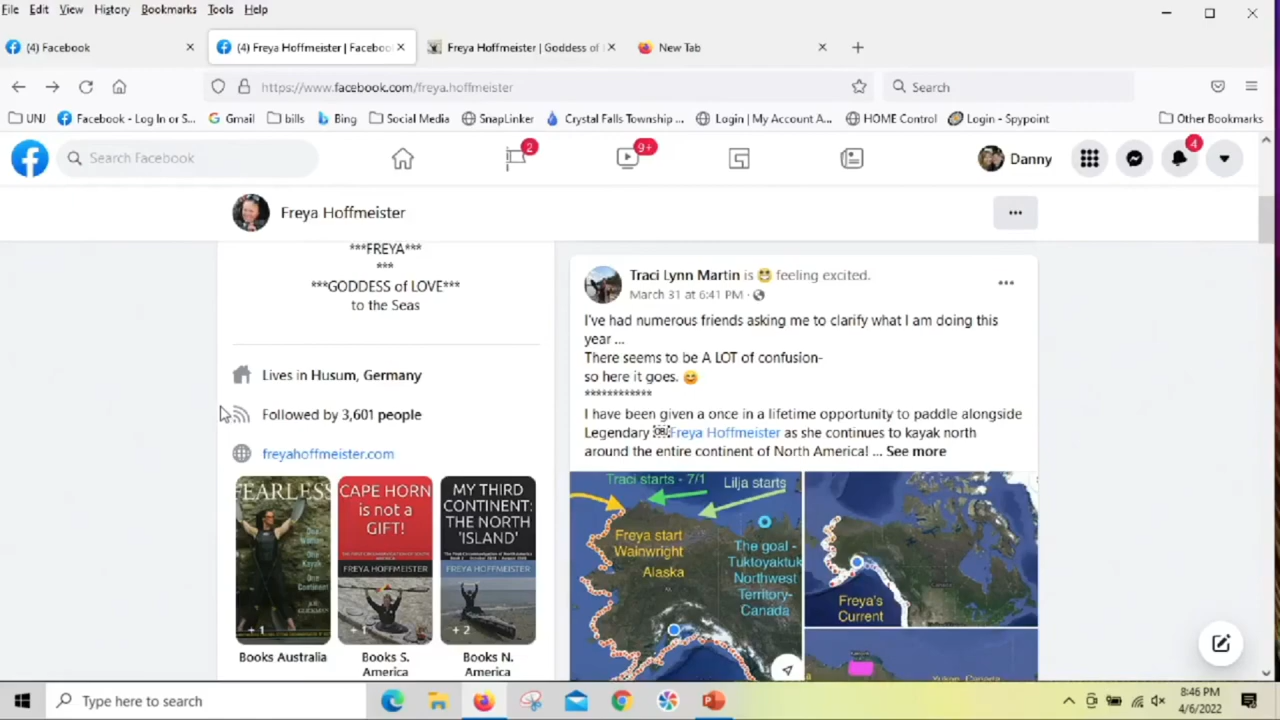 File Edit View History Bookmarks Tools Help
(4) Facebook
(4) Freya Hoffmeister | Faceboo
Freya Hoffmeister | Goddess of
New Tab
https://www.facebook.com/freya.hoffmeister
Search
UNJ
Facebook - Log In or S...
Gmail
bills
Bing
Social Media
SnapLinker
Crystal Falls Township ...
Login | My Account A...
HOME Control
Login - Spypoint
Other Bookmarks
Search Facebook
2
9+
Danny
4
Freya Hoffmeister
***FREYA***
***
***GODDESS of LOVE***
to the Seas
Lives in Husum, Germany
Followed by 3,601 people
freyahoffmeister.com
FEARLESS
+1
Books Australia
CAPE HORN
is not a
GIFT!
FREYA HOFFMEISTER
+1
Books S.
America
MY THIRD
CONTINENT:
THE NORTH
'ISLAND'
FREYA HOFFMEISTER
+2
Books N.
America
Traci Lynn Martin is 😁 feeling excited.
March 31 at 6:41 PM ·
I've had numerous friends asking me to clarify what I am doing this
year ...
There seems to be A LOT of confusion-
so here it goes. 😊
************
I have been given a once in a lifetime opportunity to paddle alongside
Legendary Freya Hoffmeister as she continues to kayak north
around the entire continent of North America! ... See more
Traci starts - 7/1
Lilja starts
Freya start
Wainwright
Alaska
The goal -
Tuktoyaktuk
Northwest
Territory-
Canada
Freya's
Current
Yukon, Canada
Type here to search
8:46 PM
4/6/2022